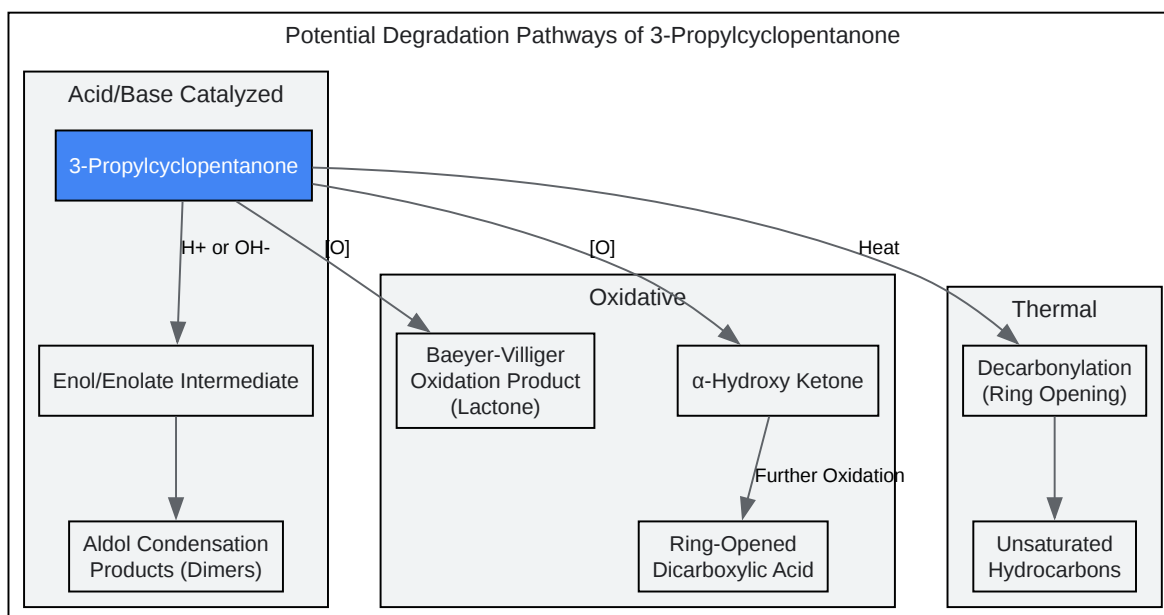 Potential Degradation Pathways of 3-Propylcyclopentanone
Acid/Base Catalyzed
3-Propylcyclopentanone
H+ or OH-
[O]
[O]
Heat
Oxidative
Thermal
Enol/Enolate Intermediate
Baeyer-Villiger
Oxidation Product
(Lactone)
α-Hydroxy Ketone
Decarbonylation
(Ring Opening)
Further Oxidation
Aldol Condensation
Products (Dimers)
Ring-Opened
Dicarboxylic Acid
Unsaturated
Hydrocarbons